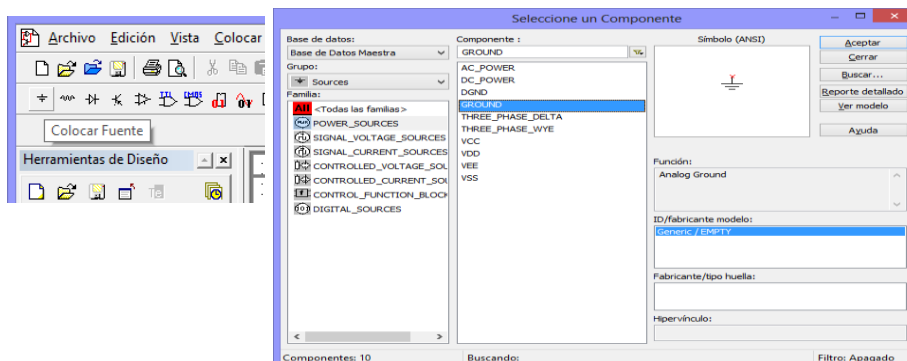 Archivo Edición Vista Colocar
Colocar Fuente
Herramientas de Diseño
Seleccione un Componente
Base de datos:
Base de Datos Maestra
Grupo:
Sources
Familia:
All <Todas las familias>
POWER_SOURCES
SIGNAL_VOLTAGE_SOURCES
SIGNAL_CURRENT_SOURCES
CONTROLLED_VOLTAGE_SOU
CONTROLLED_CURRENT_SOU
CONTROL_FUNCTION_BLOCK
DIGITAL_SOURCES
Componente :
GROUND
AC_POWER
DC_POWER
DGND
GROUND
THREE_PHASE_DELTA
THREE_PHASE_WYE
VCC
VDD
VEE
VSS
Símbolo (ANSI)
Función:
Analog Ground
ID/fabricante modelo:
Generic / EMPTY
Fabricante/tipo huella:
Hipervínculo:
Aceptar
Cerrar
Buscar...
Reporte detallado
Ver modelo
Ayuda
Componentes: 10
Buscando:
Filtro: Apagado